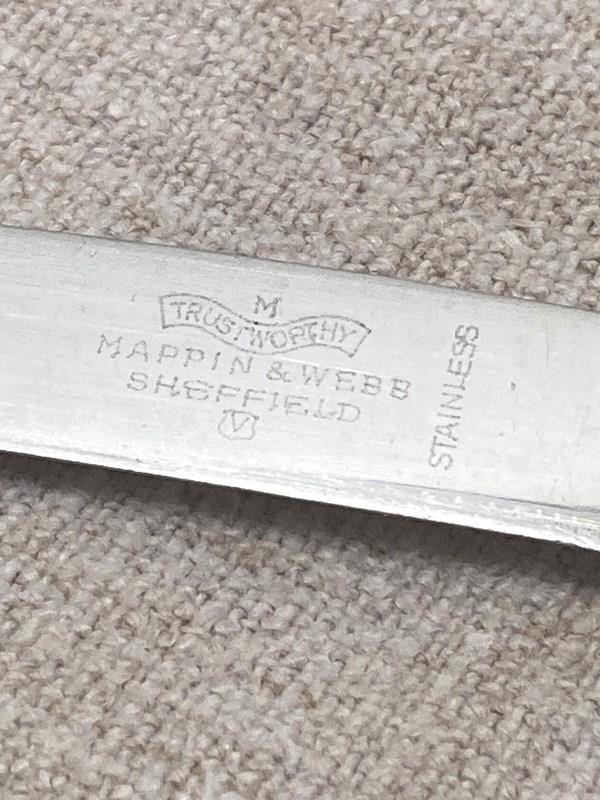 M
TRUSTWORTHY
MAPPIN & WEBB
SHEFFIELD
V
STAINLESS